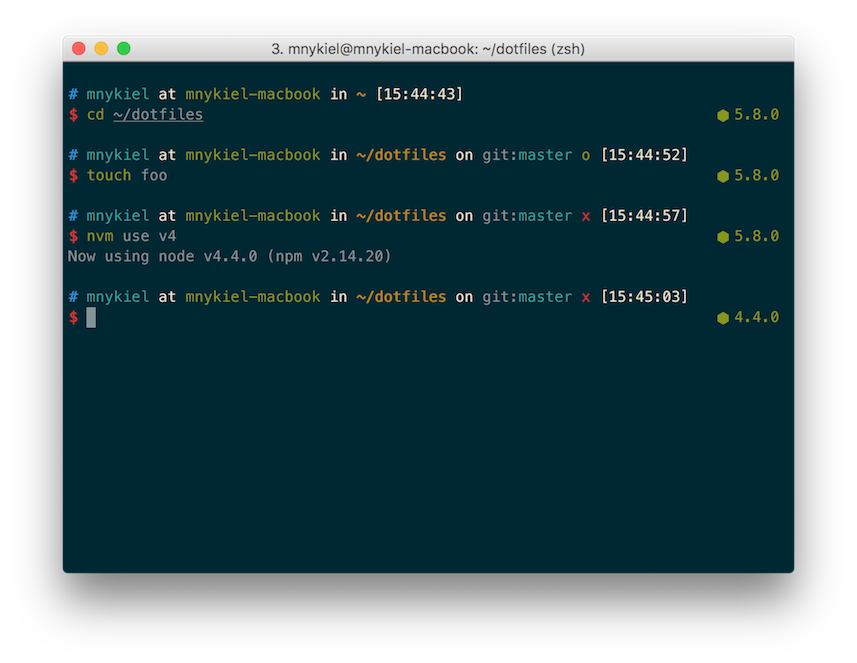 3. mnykiel@mnykiel-macbook: ~/dotfiles (zsh)
# mnykiel at mnykiel-macbook in ~ [15:44:43]
$ cd ~/dotfiles ⬢ 5.8.0
# mnykiel at mnykiel-macbook in ~/dotfiles on git:master o [15:44:52]
$ touch foo ⬢ 5.8.0
# mnykiel at mnykiel-macbook in ~/dotfiles on git:master x [15:44:57]
$ nvm use v4 ⬢ 5.8.0
Now using node v4.4.0 (npm v2.14.20)
# mnykiel at mnykiel-macbook in ~/dotfiles on git:master x [15:45:03]
$ ⬢ 4.4.0